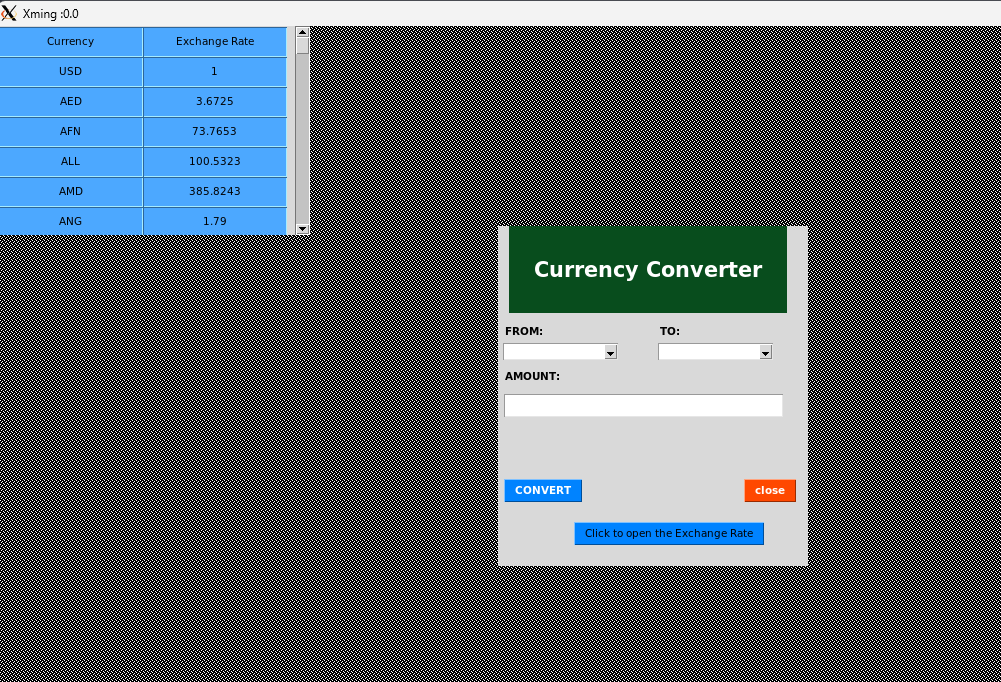 Xming :0.0
Currency Exchange Rate
USD 1
AED 3.6725
AFN 73.7653
ALL 100.5323
AMD 385.8243
ANG 1.79
Currency Converter
FROM: TO:
AMOUNT:
CONVERT close
Click to open the Exchange Rate